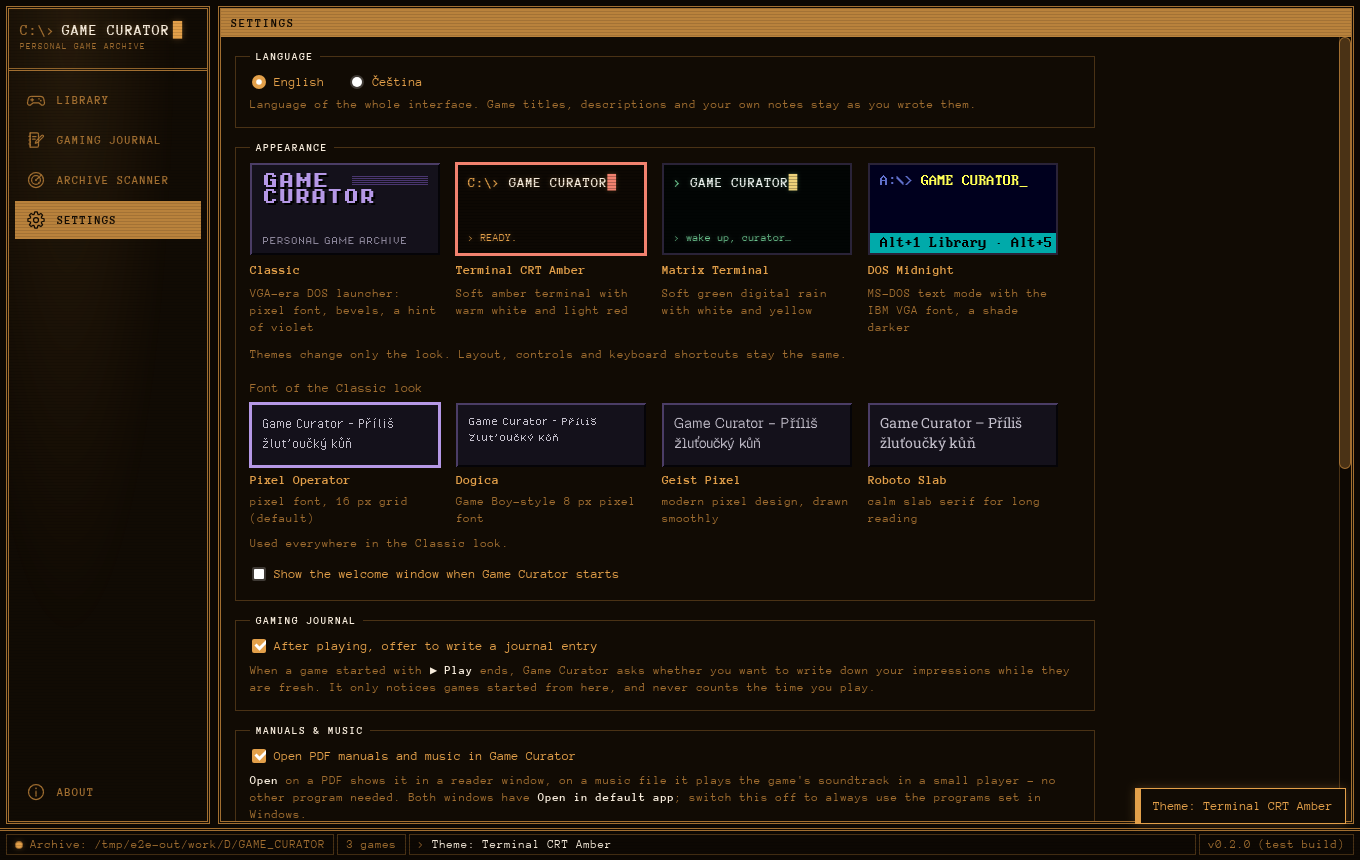 C:\> GAME CURATOR
PERSONAL GAME ARCHIVE
LIBRARY
GAMING JOURNAL
ARCHIVE SCANNER
SETTINGS
ABOUT
SETTINGS
LANGUAGE
English
Čeština
Language of the whole interface. Game titles, descriptions and your own notes stay as you wrote them.
APPEARANCE
GAME
CURATOR
PERSONAL GAME ARCHIVE
Classic
VGA-era DOS launcher:
pixel font, bevels, a hint
of violet
C:\> GAME CURATOR
> READY.
Terminal CRT Amber
Soft amber terminal with
warm white and light red
> GAME CURATOR
> wake up, curator…
Matrix Terminal
Soft green digital rain
with white and yellow
A:\> GAME CURATOR_
Alt+1 Library · Alt+5
DOS Midnight
MS-DOS text mode with the
IBM VGA font, a shade
darker
Themes change only the look. Layout, controls and keyboard shortcuts stay the same.
Font of the Classic look
Game Curator – Příliš
žluťoučký kůň
Pixel Operator
pixel font, 16 px grid
(default)
Game Curator – Příliš
žluťoučký kůň
Dogica
Game Boy-style 8 px pixel
font
Game Curator – Příliš
žluťoučký kůň
Geist Pixel
modern pixel design, drawn
smoothly
Game Curator – Příliš
žluťoučký kůň
Roboto Slab
calm slab serif for long
reading
Used everywhere in the Classic look.
Show the welcome window when Game Curator starts
GAMING JOURNAL
After playing, offer to write a journal entry
When a game started with ▶ Play ends, Game Curator asks whether you want to write down your impressions while they
are fresh. It only notices games started from here, and never counts the time you play.
MANUALS & MUSIC
Open PDF manuals and music in Game Curator
Open on a PDF shows it in a reader window, on a music file it plays the game's soundtrack in a small player – no
other program needed. Both windows have Open in default app; switch this off to always use the programs set in
Windows.
Theme: Terminal CRT Amber
Archive: /tmp/e2e-out/work/D/GAME_CURATOR
3 games
> Theme: Terminal CRT Amber
v0.2.0 (test build)